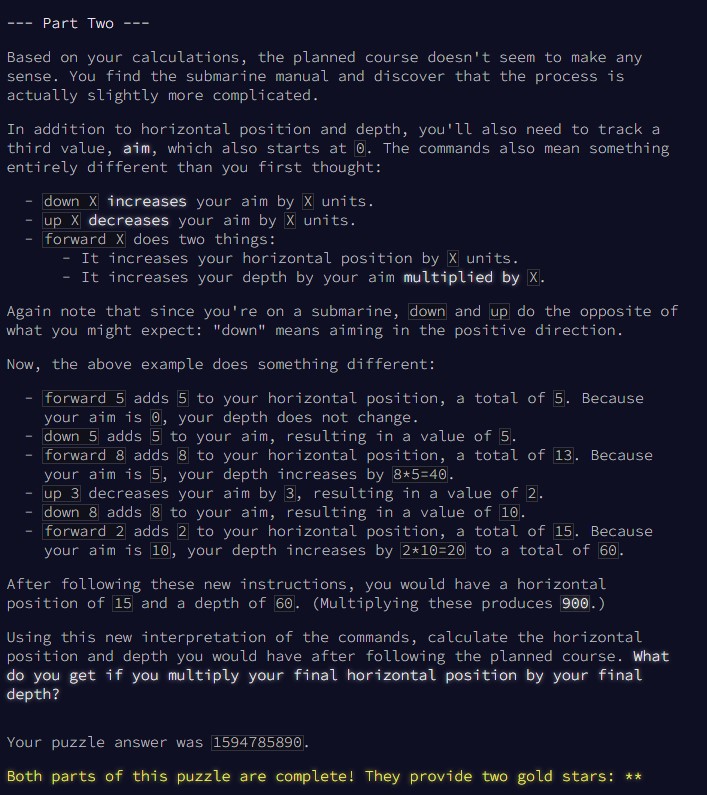 --- Part Two ---
Based on your calculations, the planned course doesn't seem to make any
sense. You find the submarine manual and discover that the process is
actually slightly more complicated.
In addition to horizontal position and depth, you'll also need to track a
third value, aim, which also starts at 0. The commands also mean something
entirely different than you first thought:
- down X increases your aim by X units.
- up X decreases your aim by X units.
- forward X does two things:
- It increases your horizontal position by X units.
- It increases your depth by your aim multiplied by X.
Again note that since you're on a submarine, down and up do the opposite of
what you might expect: "down" means aiming in the positive direction.
Now, the above example does something different:
- forward 5 adds 5 to your horizontal position, a total of 5. Because
your aim is 0, your depth does not change.
- down 5 adds 5 to your aim, resulting in a value of 5.
- forward 8 adds 8 to your horizontal position, a total of 13. Because
your aim is 5, your depth increases by 8*5=40.
- up 3 decreases your aim by 3, resulting in a value of 2.
- down 8 adds 8 to your aim, resulting in a value of 10.
- forward 2 adds 2 to your horizontal position, a total of 15. Because
your aim is 10, your depth increases by 2*10=20 to a total of 60.
After following these new instructions, you would have a horizontal
position of 15 and a depth of 60. (Multiplying these produces 900.)
Using this new interpretation of the commands, calculate the horizontal
position and depth you would have after following the planned course. What
do you get if you multiply your final horizontal position by your final
depth?
Your puzzle answer was 1594785890.
Both parts of this puzzle are complete! They provide two gold stars: **